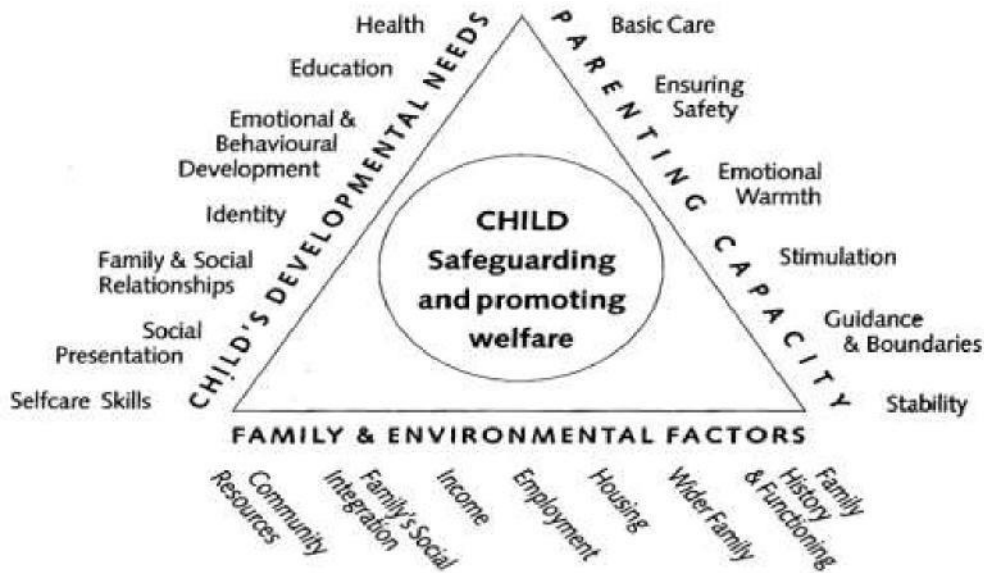 Health
Education
Emotional &
Behavioural
Development
Identity
Family & Social
Relationships
Social
Presentation
Selfcare Skills
CHILD'S DEVELOPMENTAL NEEDS
CHILD
Safeguarding
and promoting
welfare
PARENTING CAPACITY
Basic Care
Ensuring
Safety
Emotional
Warmth
Stimulation
Guidance
& Boundaries
Stability
FAMILY & ENVIRONMENTAL FACTORS
Community
Resources
Family's Social
Integration
Income
Employment
Housing
Wider Family
Family
History
& Functioning